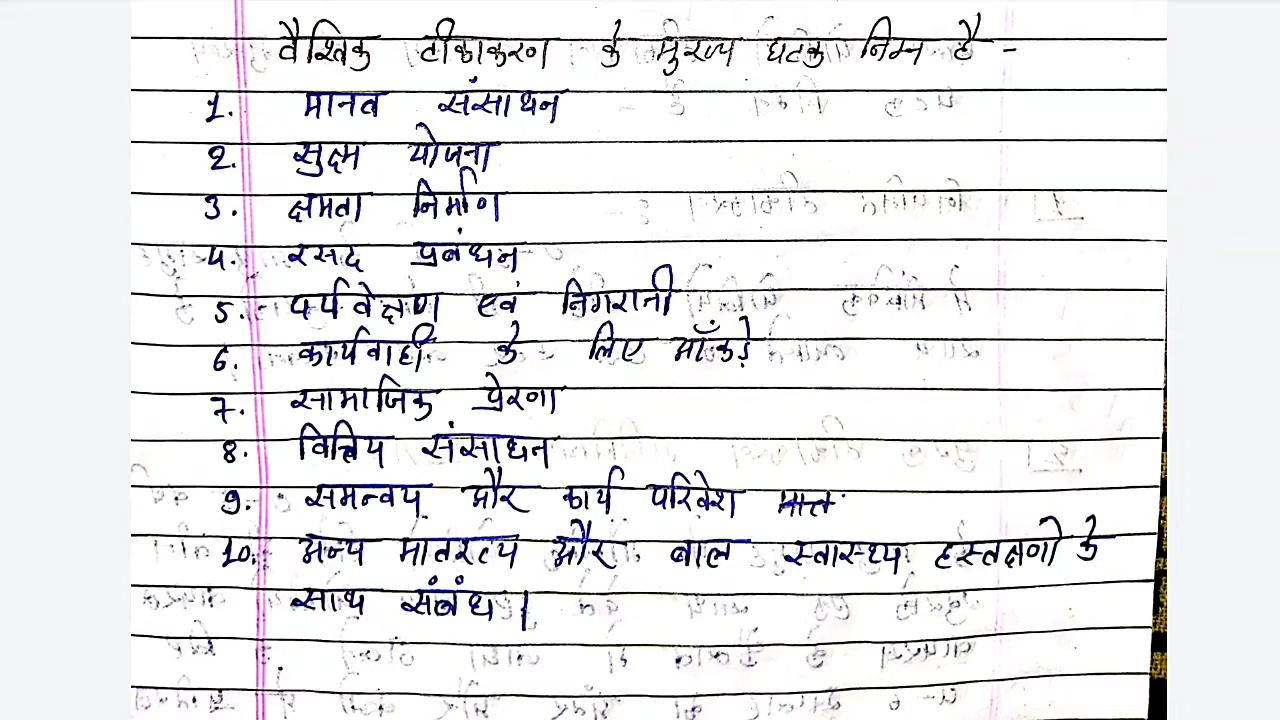 वैश्विक टीकाकरण के मुख्य घटक निम्न है -
1. मानव संसाधन
2. सुक्ष्म योजना
3. क्षमता निर्माण
4. रसद प्रबंधन
5. पर्यवेक्षण एवं निगरानी
6. कार्यवाही के लिए आँकड़े
7. सामाजिक प्रेरणा
8. वित्तिय संसाधन
9. समन्वय और कार्य परिवेश
10. अन्य मातरत्य और बाल स्वास्थ्य हस्तक्षणो के
साथ संबंध।